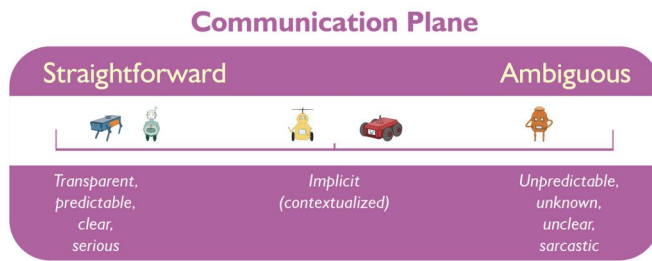 Communication Plane
Straightforward
Ambiguous
Transparent,
predictable,
clear,
serious
Implicit
(contextualized)
Unpredictable,
unknown,
unclear,
sarcastic